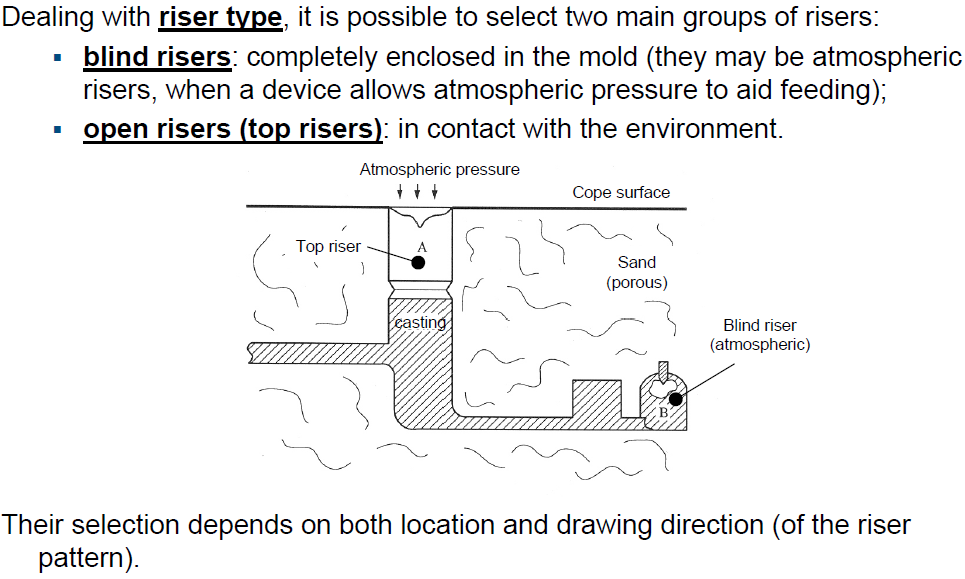 Dealing with riser type, it is possible to select two main groups of risers:
▪ blind risers: completely enclosed in the mold (they may be atmospheric
risers, when a device allows atmospheric pressure to aid feeding);
▪ open risers (top risers): in contact with the environment.
Atmospheric pressure
Cope surface
Top riser
A
Sand
(porous)
casting
Blind riser
(atmospheric)
B
Their selection depends on both location and drawing direction (of the riser
pattern).